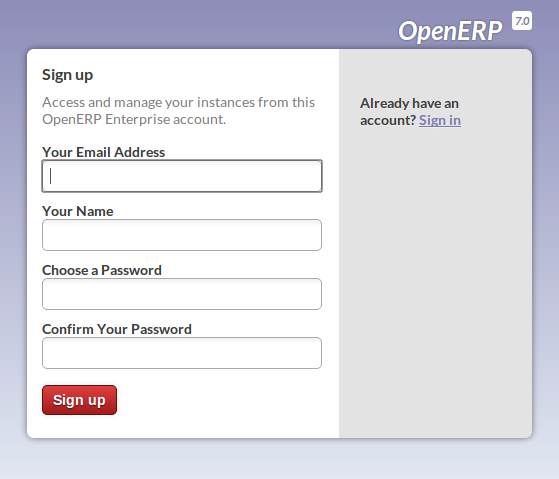 OpenERP 7.0
Sign up
Access and manage your instances from this
OpenERP Enterprise account.
Your Email Address
Your Name
Choose a Password
Confirm Your Password
Sign up
Already have an
account? Sign in